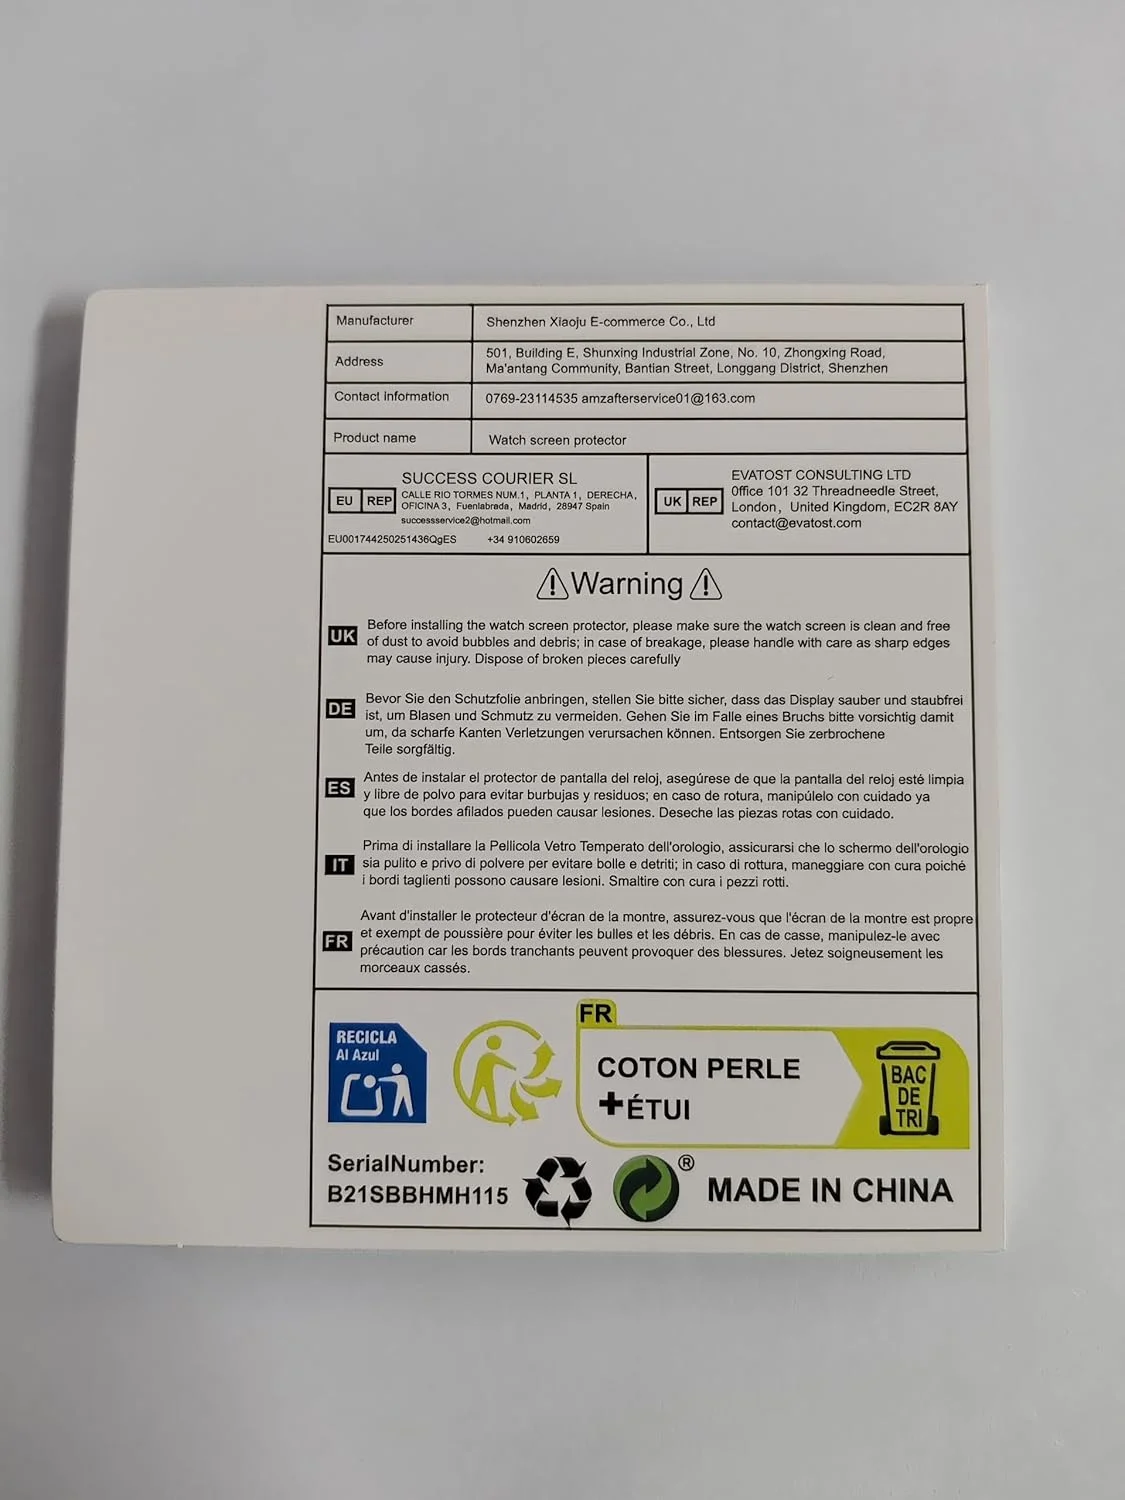 Manufacturer
Shenzhen Xiaoju E-commerce Co., Ltd
Address
501, Building E, Shunxing Industrial Zone, No. 10, Zhongxing Road,
Ma'antang Community, Bantian Street, Longgang District, Shenzhen
Contact Information
0769-23114535 amzafterservice01@163.com
Product name
Watch screen protector
EU REP
SUCCESS COURIER SL
CALLE RIO TORMES NUM.1, PLANTA 1, DERECHA,
OFICINA 3, Fuenlabrada, Madrid, 28947 Spain
successservice2@hotmail.com
EU001744250251436QgES +34 910602659
UK REP
EVATOST CONSULTING LTD
Office 101 32 Threadneedle Street,
London, United Kingdom, EC2R 8AY
contact@evatost.com
Warning
UK
Before installing the watch screen protector, please make sure the watch screen is clean and free
of dust to avoid bubbles and debris; in case of breakage, please handle with care as sharp edges
may cause injury. Dispose of broken pieces carefully
DE
Bevor Sie den Schutzfolie anbringen, stellen Sie bitte sicher, dass das Display sauber und staubfrei
ist, um Blasen und Schmutz zu vermeiden. Gehen Sie im Falle eines Bruchs bitte vorsichtig damit
um, da scharfe Kanten Verletzungen verursachen können. Entsorgen Sie zerbrochene
Teile sorgfältig.
ES
Antes de instalar el protector de pantalla del reloj, asegúrese de que la pantalla del reloj esté limpia
y libre de polvo para evitar burbujas y residuos; en caso de rotura, manipúlelo con cuidado ya
que los bordes afilados pueden causar lesiones. Deseche las piezas rotas con cuidado.
IT
Prima di installare la Pellicola Vetro Temperato dell'orologio, assicurarsi che lo schermo dell'orologio
sia pulito e privo di polvere per evitare bolle e detriti; in caso di rottura, maneggiare con cura poiché
i bordi taglienti possono causare lesioni. Smaltire con cura i pezzi rotti.
FR
Avant d'installer le protecteur d'écran de la montre, assurez-vous que l'écran de la montre est propre
et exempt de poussière pour éviter les bulles et les débris. En cas de casse, manipulez-le avec
précaution car les bords tranchants peuvent provoquer des blessures. Jetez soigneusement les
morceaux cassés.
RECICLA
Al Azul
FR
COTON PERLE
+ÉTUI
BAC
DE
TRI
SerialNumber:
B21SBBHMH115
®
MADE IN CHINA